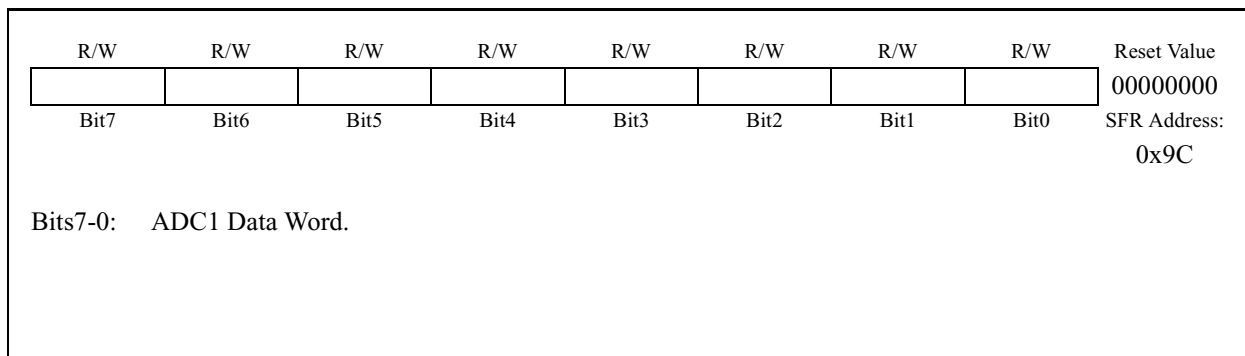 R/W R/W R/W R/W R/W R/W R/W R/W Reset Value
00000000
Bit7 Bit6 Bit5 Bit4 Bit3 Bit2 Bit1 Bit0 SFR Address:
0x9C
Bits7-0: ADC1 Data Word.